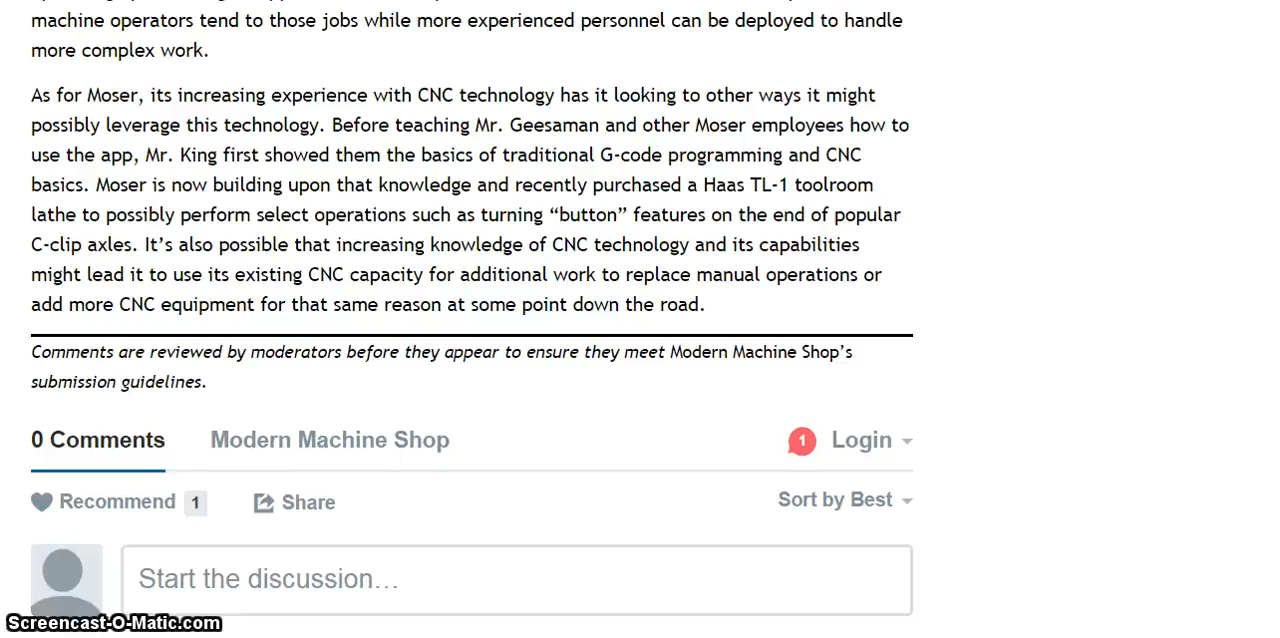 machine operators tend to those jobs while more experienced personnel can be deployed to handle
more complex work.
As for Moser, its increasing experience with CNC technology has it looking to other ways it might
possibly leverage this technology. Before teaching Mr. Geesaman and other Moser employees how to
use the app, Mr. King first showed them the basics of traditional G-code programming and CNC
basics. Moser is now building upon that knowledge and recently purchased a Haas TL-1 toolroom
lathe to possibly perform select operations such as turning “button” features on the end of popular
C-clip axles. It’s also possible that increasing knowledge of CNC technology and its capabilities
might lead it to use its existing CNC capacity for additional work to replace manual operations or
add more CNC equipment for that same reason at some point down the road.
Comments are reviewed by moderators before they appear to ensure they meet Modern Machine Shop’s
submission guidelines.
0 Comments Modern Machine Shop 1 Login
Recommend 1 Share Sort by Best
Start the discussion…
Screencast-O-Matic.com